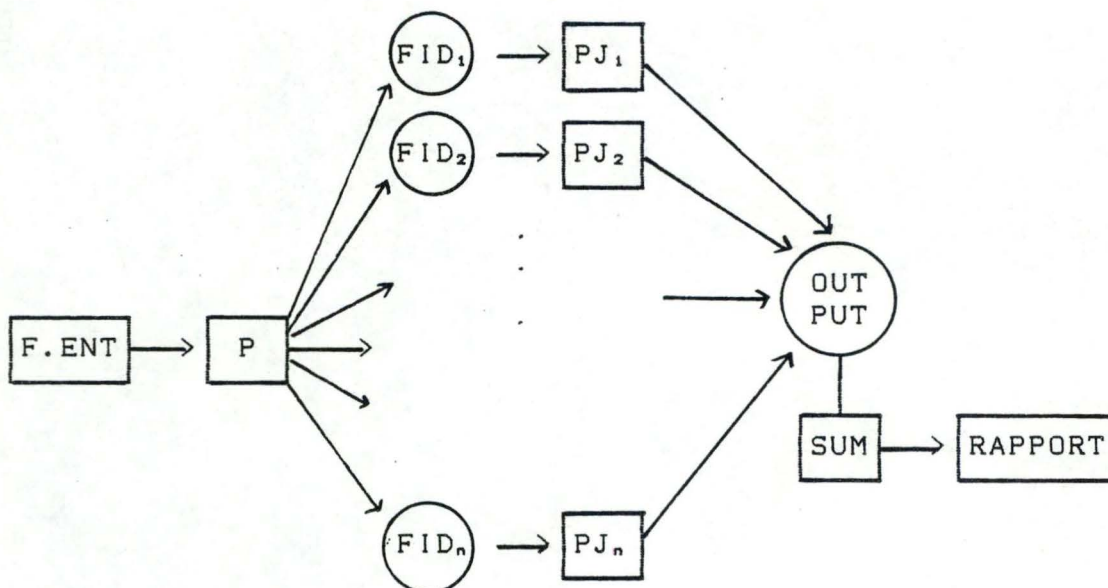 FID₁ PJ₁
FID₂ PJ₂
OUT
PUT
F.ENT P
SUM RAPPORT
FIDₙ PJₙ